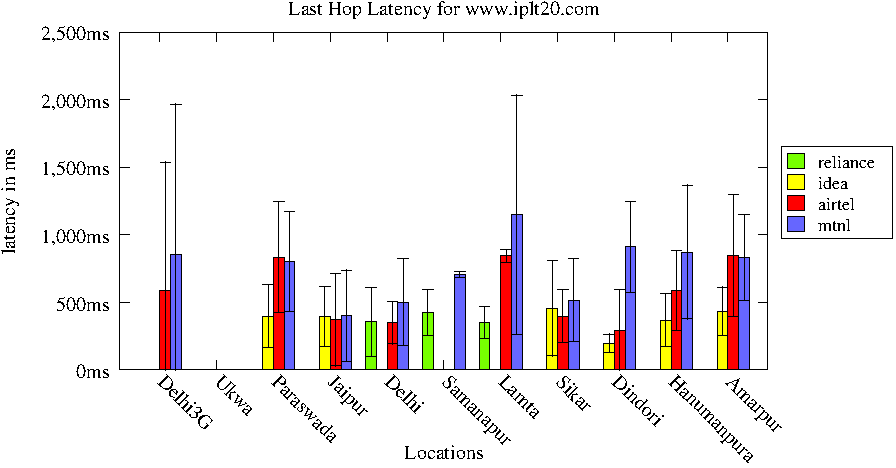 Last Hop Latency for www.iplt20.com
2,500ms
2,000ms
1,500ms
1,000ms
500ms
0ms
latency in ms
Delhi3G
Ukwa
Paraswada
Jaipur
Delhi
Samanapur
Lamta
Sikar
Dindori
Hanumanpura
Amarpur
Locations
reliance
idea
airtel
mtnl